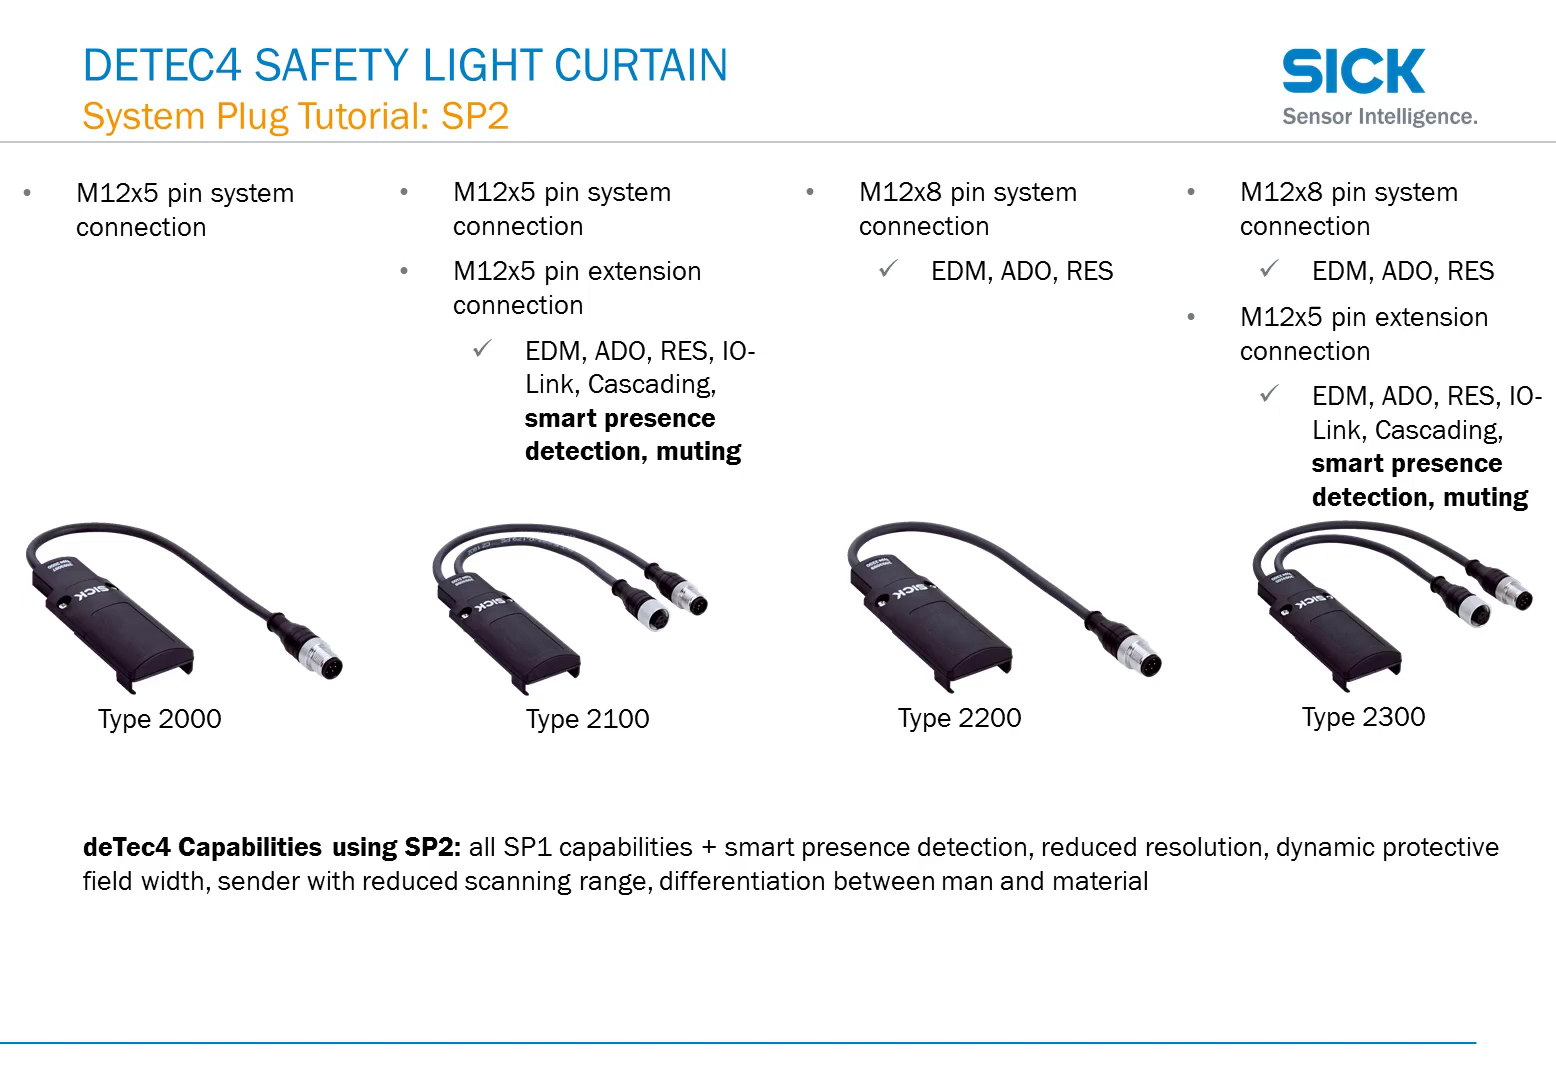 DETEC4 SAFETY LIGHT CURTAIN
System Plug Tutorial: SP2
SICK
Sensor Intelligence.
• M12x5 pin system
connection
• M12x5 pin system
connection
• M12x5 pin extension
connection
✓ EDM, ADO, RES, IO-
Link, Cascading,
smart presence
detection, muting
• M12x8 pin system
connection
✓ EDM, ADO, RES
• M12x8 pin system
connection
✓ EDM, ADO, RES
• M12x5 pin extension
connection
✓ EDM, ADO, RES, IO-
Link, Cascading,
smart presence
detection, muting
SICK
SICK
SICK
SICK
Type 2000
Type 2100
Type 2200
Type 2300
deTec4 Capabilities using SP2: all SP1 capabilities + smart presence detection, reduced resolution, dynamic protective
field width, sender with reduced scanning range, differentiation between man and material